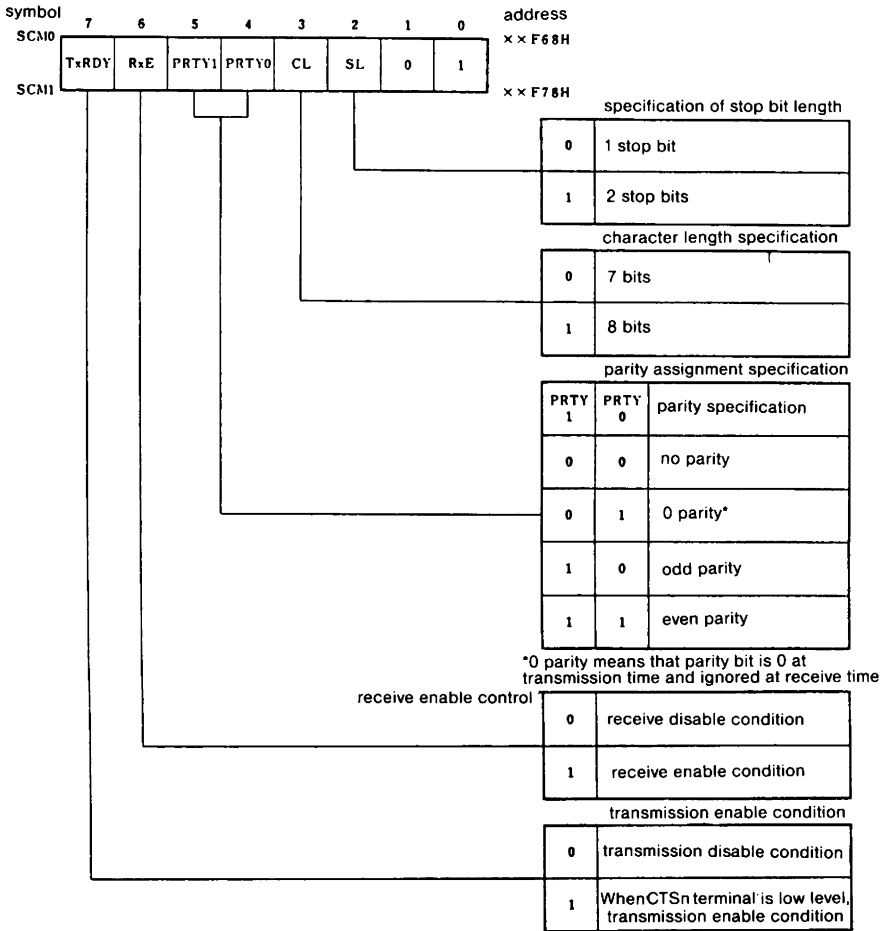 symbol 7 6 5 4 3 2 1 0 address
SCM0 ××F68H
TxRDY RxE PRTY1 PRTY0 CL SL 0 1
SCM1 ××F78H
specification of stop bit length
0 1 stop bit
1 2 stop bits
character length specification
0 7 bits
1 8 bits
parity assignment specification
PRTY 1 PRTY 0 parity specification
0 0 no parity
0 1 0 parity*
1 0 odd parity
1 1 even parity
*0 parity means that parity bit is 0 at
transmission time and ignored at receive time
receive enable control
0 receive disable condition
1 receive enable condition
transmission enable condition
0 transmission disable condition
1 When CTSn terminal is low level,
transmission enable condition